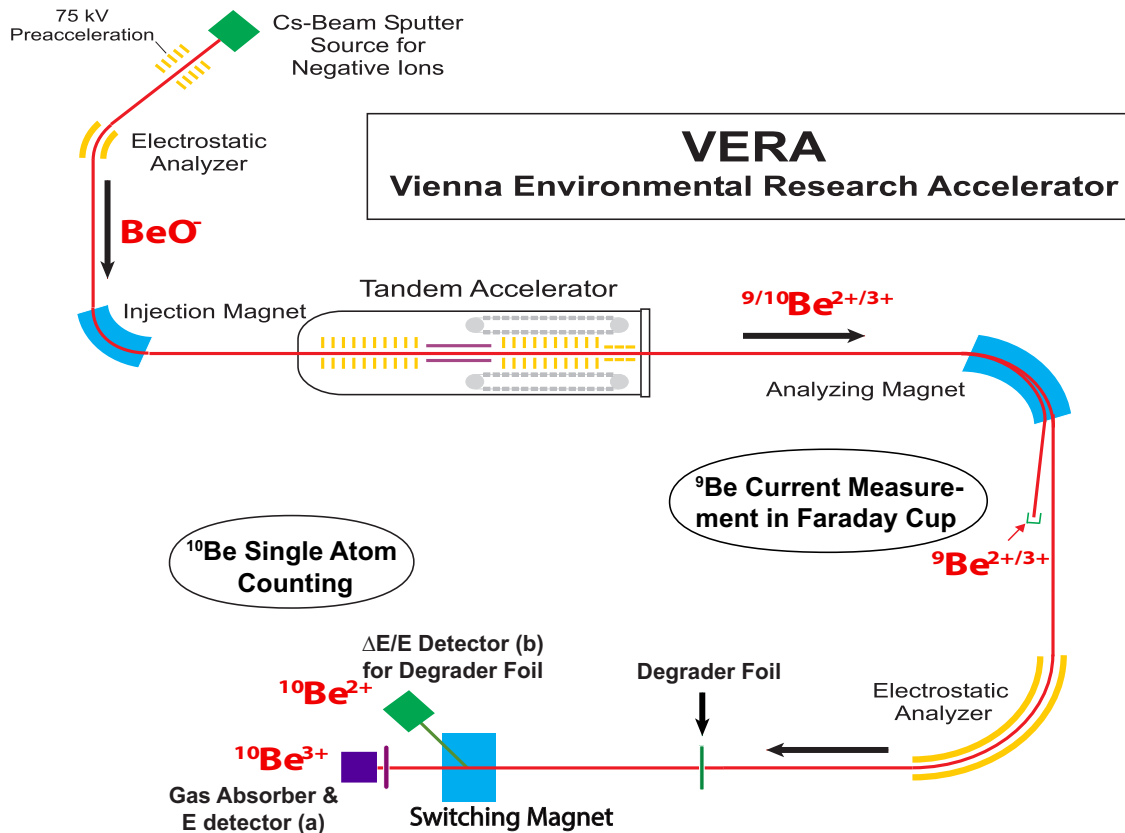 75 kV
Preacceleration
Cs-Beam Sputter
Source for
Negative Ions
Electrostatic
Analyzer
VERA
Vienna Environmental Research Accelerator
BeO⁻
Injection Magnet
Tandem Accelerator
⁹/¹⁰Be²⁺/³⁺
Analyzing Magnet
⁹Be Current Measure-
ment in Faraday Cup
⁹Be²⁺/³⁺
¹⁰Be Single Atom
Counting
ΔE/E Detector (b)
for Degrader Foil
Degrader Foil
Electrostatic
Analyzer
¹⁰Be²⁺
¹⁰Be³⁺
Gas Absorber &
E detector (a)
Switching Magnet